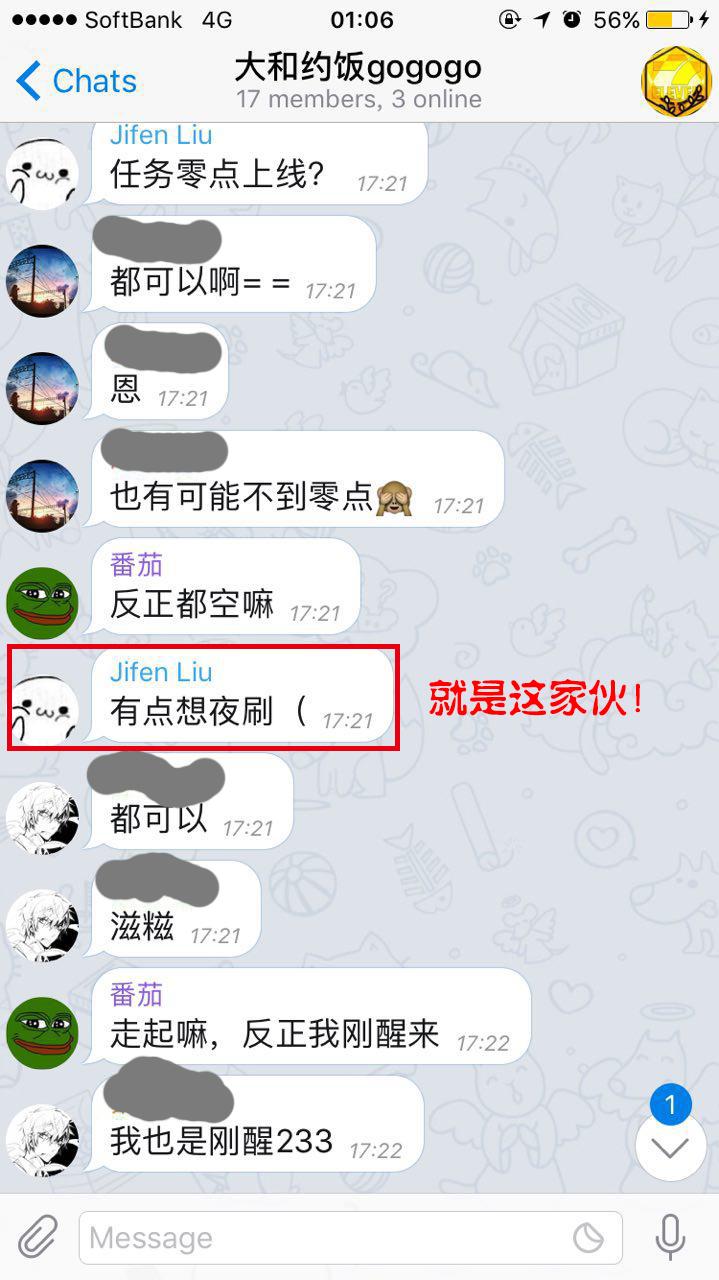 SoftBank 4G 01:06 56%
Chats 大和约饭gogogo
17 members, 3 online
Jifen Liu
任务零点上线? 17:21
都可以啊= = 17:21
恩 17:21
也有可能不到零点🙈 17:21
番茄
反正都空嘛 17:21
Jifen Liu
有点想夜刷（ 17:21
就是这家伙!
都可以 17:21
滋糍 17:21
番茄
走起嘛，反正我刚醒来 17:22
我也是刚醒233 17:22
1
Message